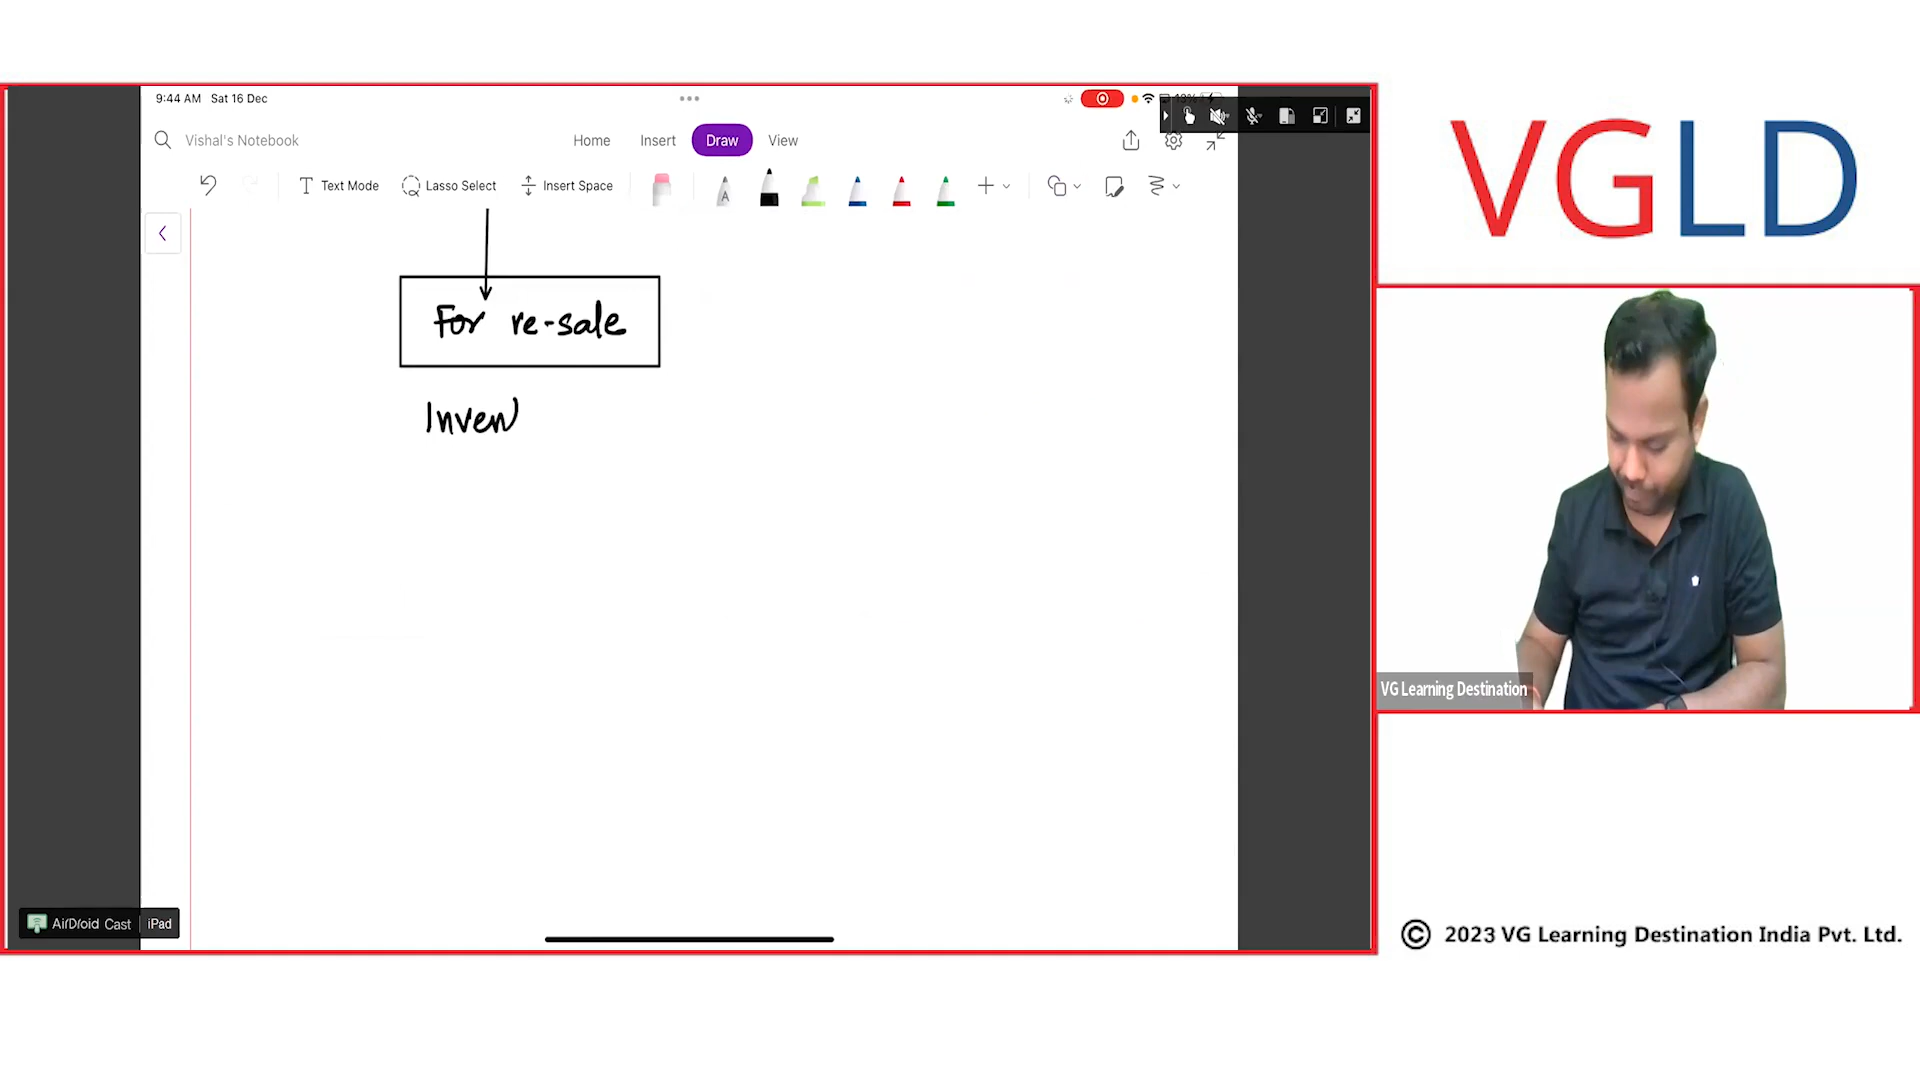 9:44 AM Sat 16 Dec
13%
Vishal's Notebook
Home Insert Draw View
Text Mode Lasso Select Insert Space
A
For re-sale
Inven
VGLD
VG Learning Destination
AirDroid Cast iPad
© 2023 VG Learning Destination India Pvt. Ltd.